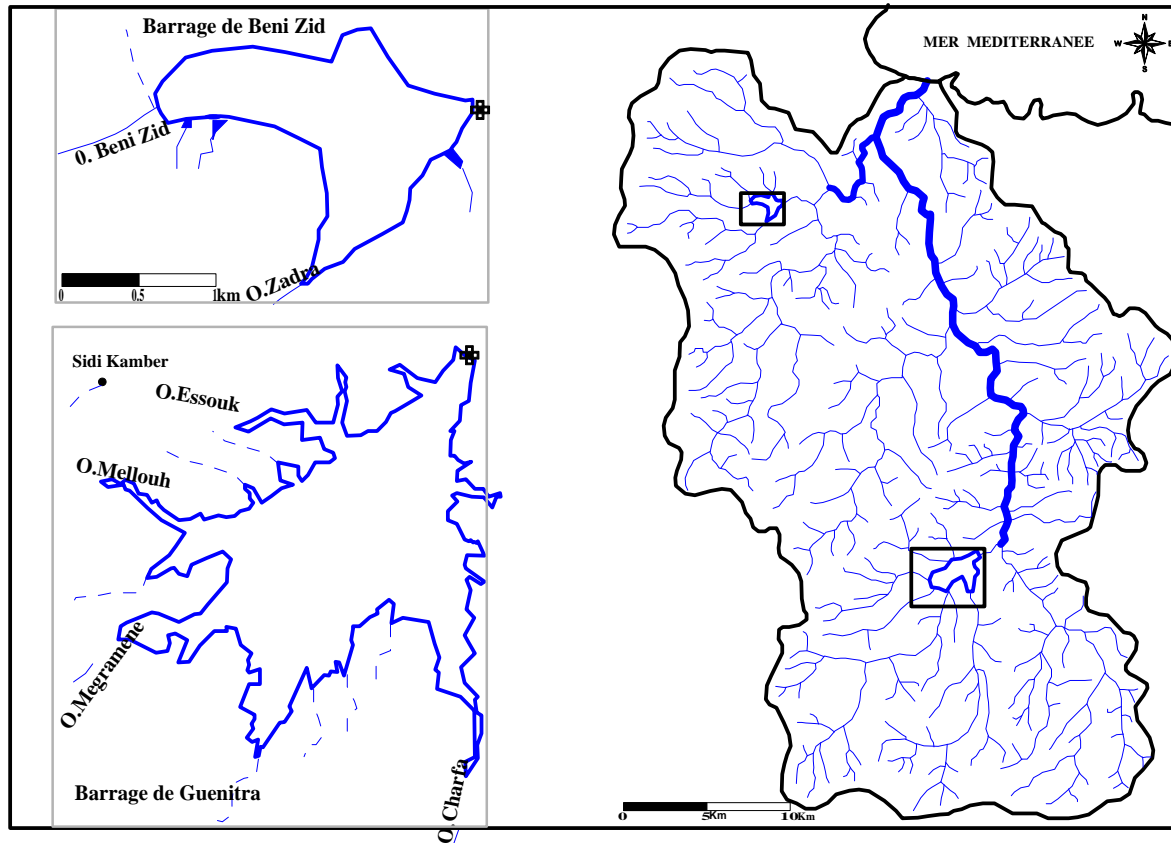 Barrage de Beni Zid
0. Beni Zid
O.Zadra
0 0.5 1km
Sidi Kamber
O.Essouk
O.Mellouh
O.Megramene
Barrage de Guenitra
O. Charfa
MER MEDITERRANEE
N
W E
S
0 5Km 10Km